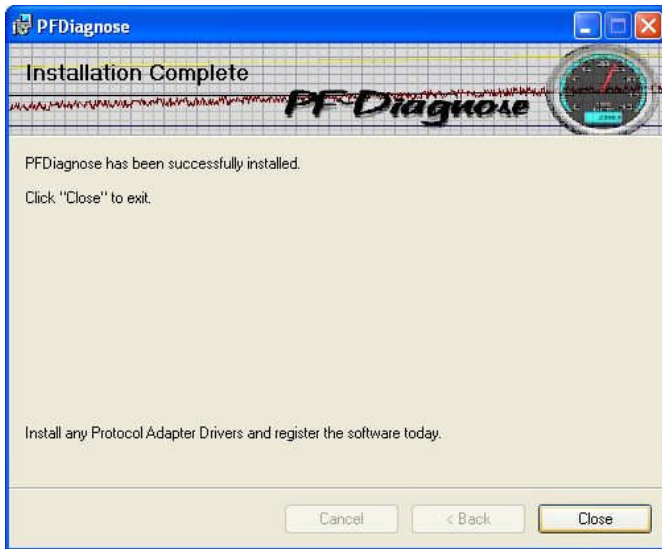 PFDiagnose
Installation Complete
PF Diagnose
PFDiagnose has been successfully installed.
Click "Close" to exit.
Install any Protocol Adapter Drivers and register the software today.
Cancel
< Back
Close